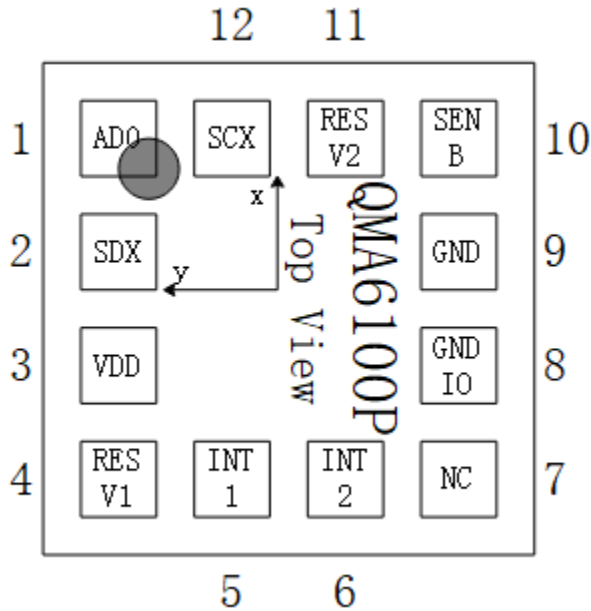 12 11
1 AD0 SCX RES V2 SEN B 10
x
2 SDX y GND 9
Top View
QMA6100P
3 VDD GND IO 8
4 RES V1 INT 1 INT 2 NC 7
5 6